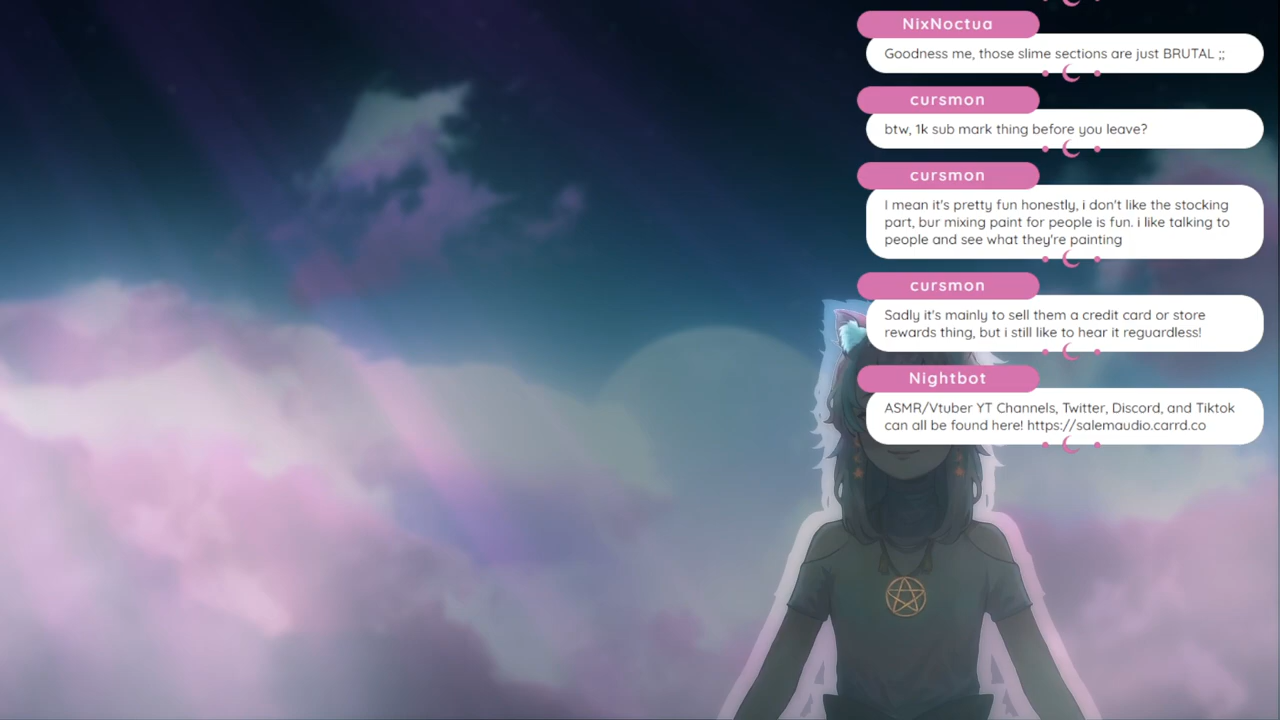 NixNoctua
Goodness me, those slime sections are just BRUTAL ;;
cursmon
btw, 1k sub mark thing before you leave?
cursmon
I mean it's pretty fun honestly, i don't like the stocking
part, bur mixing paint for people is fun. i like talking to
people and see what they're painting
cursmon
Sadly it's mainly to sell them a credit card or store
rewards thing, but i still like to hear it reguardless!
Nightbot
ASMR/Vtuber YT Channels, Twitter, Discord, and Tiktok
can all be found here! https://salemaudio.carrd.co